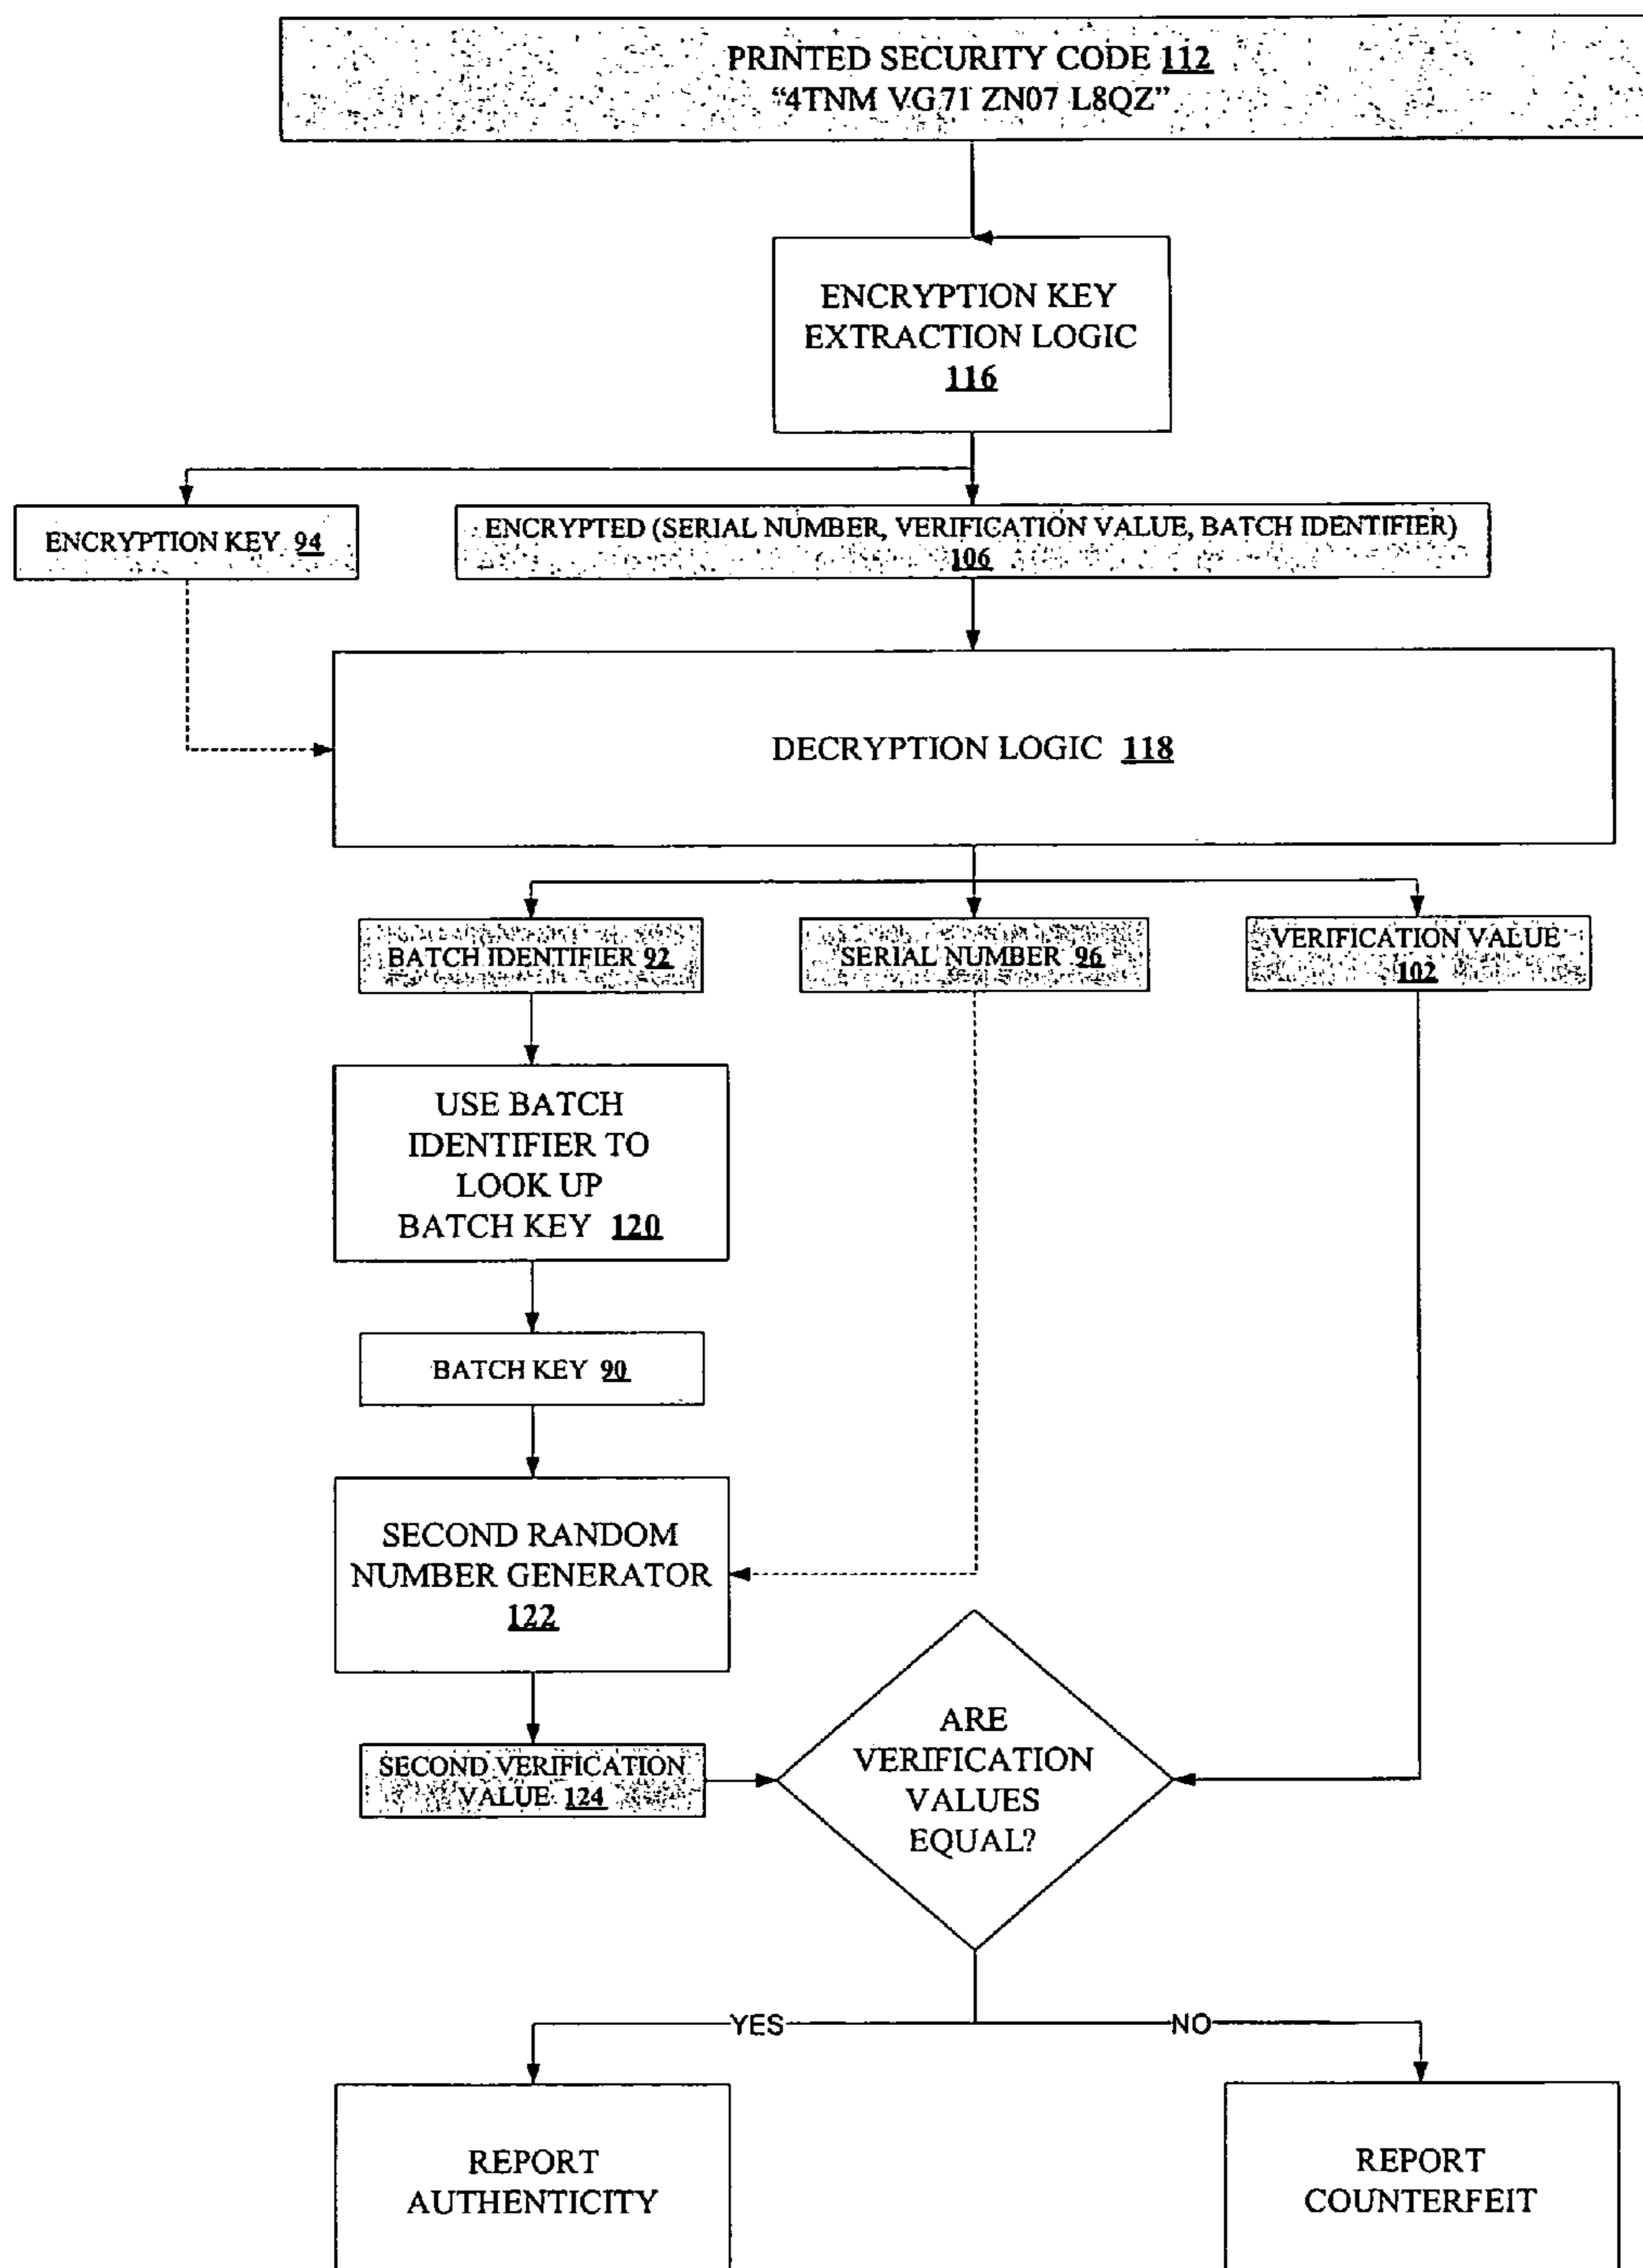 PRINTED SECURITY CODE 112
“4TNM VG71 ZN07 L8QZ”
ENCRYPTION KEY
EXTRACTION LOGIC
116
ENCRYPTION KEY 94
ENCRYPTED (SERIAL NUMBER, VERIFICATION VALUE, BATCH IDENTIFIER)
106
DECRYPTION LOGIC 118
BATCH IDENTIFIER 92
SERIAL NUMBER 96
VERIFICATION VALUE
102
USE BATCH
IDENTIFIER TO
LOOK UP
BATCH KEY 120
BATCH KEY 90
SECOND RANDOM
NUMBER GENERATOR
122
SECOND VERIFICATION
VALUE 124
ARE
VERIFICATION
VALUES
EQUAL?
YES
NO
REPORT
AUTHENTICITY
REPORT
COUNTERFEIT